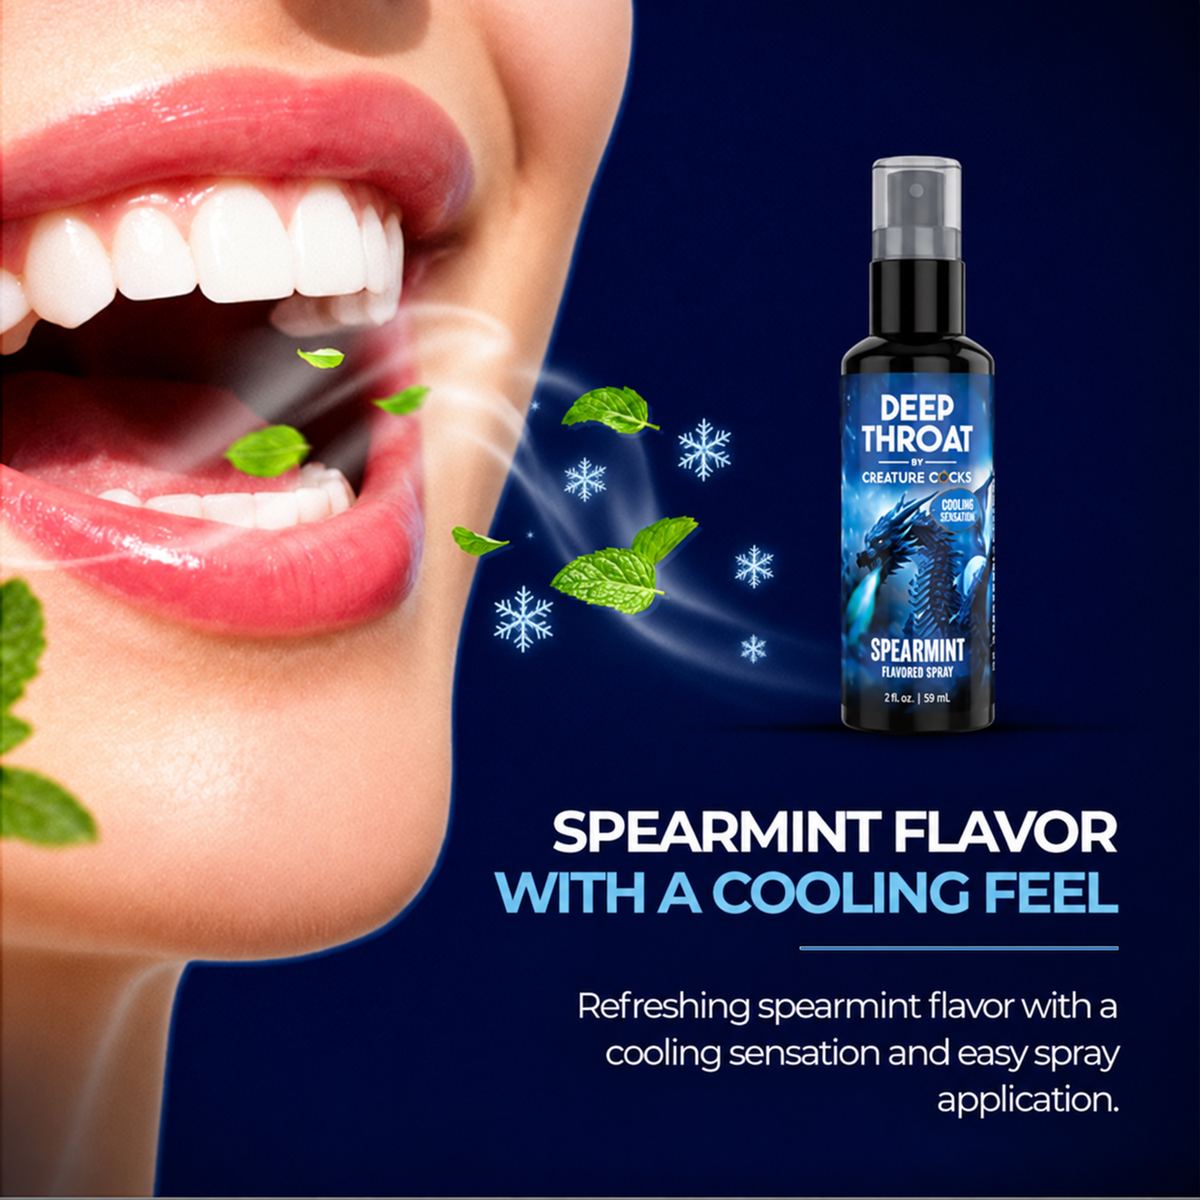 DEEP
THROAT
BY
CREATURE COCKS
COOLING
SENSATION
SPEARMINT
FLAVORED SPRAY
2 fl. oz. | 59 mL
SPEARMINT FLAVOR
WITH A COOLING FEEL
Refreshing spearmint flavor with a
cooling sensation and easy spray
application.